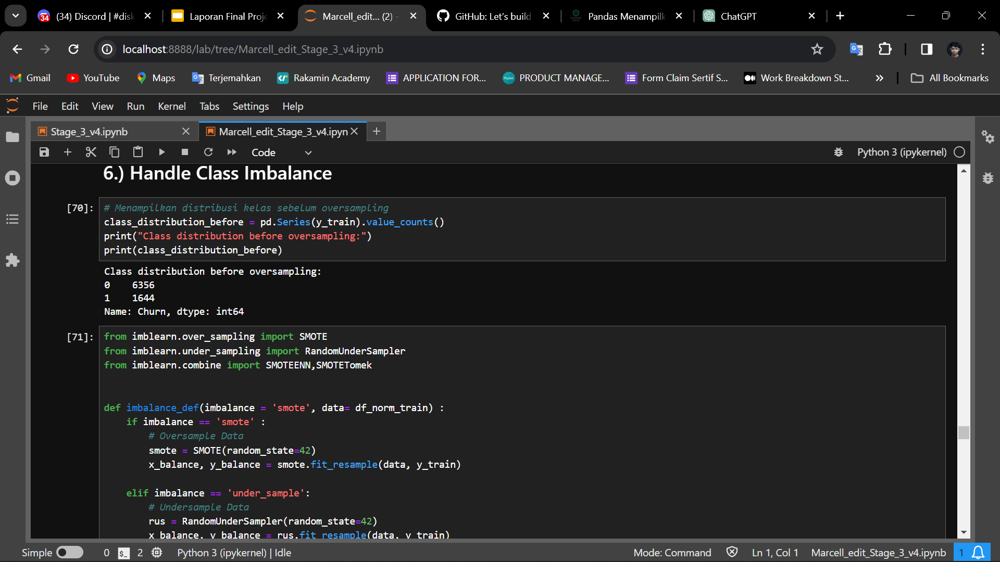 (34) Discord | #disk
Laporan Final Proje
Marcell_edit... (2) -
GitHub: Let's build
Pandas Menampilk
ChatGPT
localhost:8888/lab/tree/Marcell_edit_Stage_3_v4.ipynb
Gmail
YouTube
Maps
Terjemahkan
Rakamin Academy
APPLICATION FOR...
PRODUCT MANAGE...
Form Claim Sertif S...
Work Breakdown St...
All Bookmarks
File Edit View Run Kernel Tabs Settings Help
Stage_3_v4.ipynb
Marcell_edit_Stage_3_v4.ipyn
Code
Python 3 (ipykernel)
6.) Handle Class Imbalance
[70]:
# Menampilkan distribusi kelas sebelum oversampling
class_distribution_before = pd.Series(y_train).value_counts()
print("Class distribution before oversampling:")
print(class_distribution_before)
Class distribution before oversampling:
0    6356
1    1644
Name: Churn, dtype: int64
[71]:
from imblearn.over_sampling import SMOTE
from imblearn.under_sampling import RandomUnderSampler
from imblearn.combine import SMOTEENN,SMOTETomek
def imbalance_def(imbalance = 'smote', data= df_norm_train) :
    if imbalance == 'smote' :
        # Oversample Data
        smote = SMOTE(random_state=42)
        x_balance, y_balance = smote.fit_resample(data, y_train)
    elif imbalance == 'under_sample':
        # Undersample Data
        rus = RandomUnderSampler(random_state=42)
        x_balance, y_balance = rus.fit_resample(data, y_train)
Simple 0 $_ 2 Python 3 (ipykernel) | Idle
Mode: Command
Ln 1, Col 1
Marcell_edit_Stage_3_v4.ipynb
1